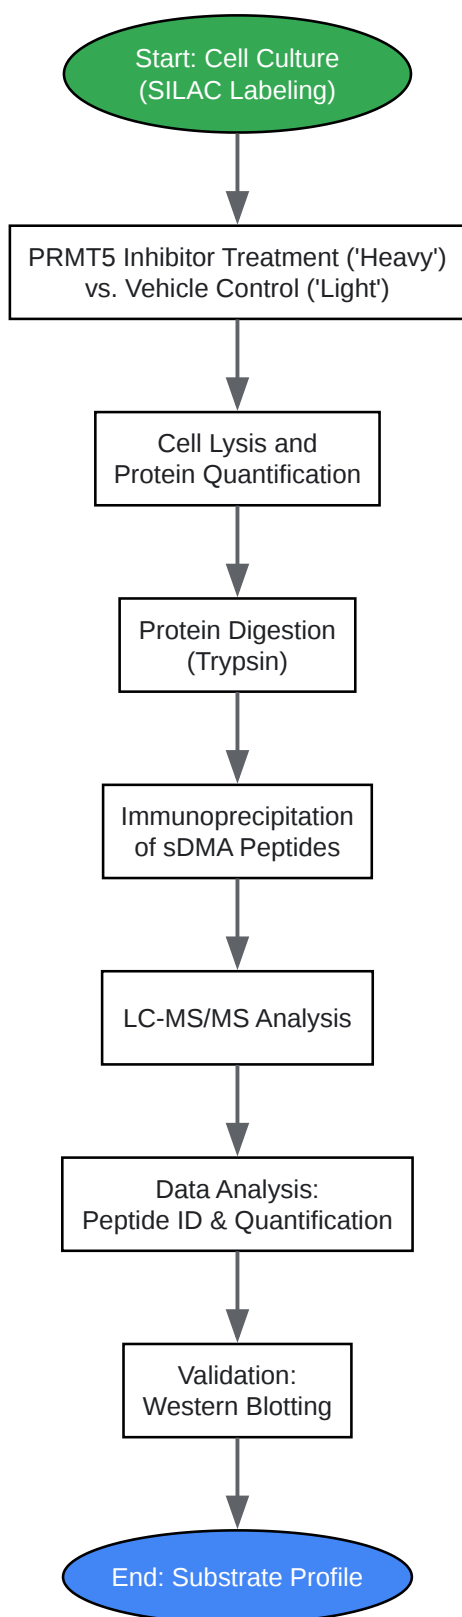 Start: Cell Culture
(SILAC Labeling)
PRMT5 Inhibitor Treatment ('Heavy')
vs. Vehicle Control ('Light')
Cell Lysis and
Protein Quantification
Protein Digestion
(Trypsin)
Immunoprecipitation
of sDMA Peptides
LC-MS/MS Analysis
Data Analysis:
Peptide ID & Quantification
Validation:
Western Blotting
End: Substrate Profile